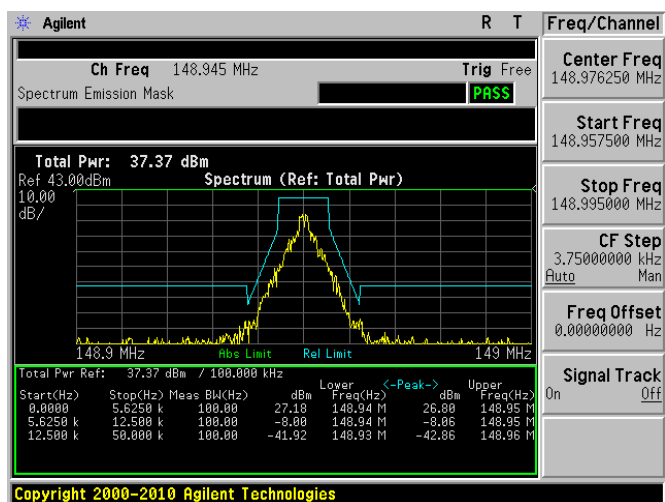 Agilent R T Freq/Channel
Ch Freq 148.945 MHz Trig Free
Spectrum Emission Mask PASS
Center Freq
148.976250 MHz
Start Freq
148.957500 MHz
Stop Freq
148.995000 MHz
CF Step
3.75000000 kHz
Auto Man
Freq Offset
0.00000000 Hz
Signal Track
On Off
Total Pwr: 37.37 dBm
Ref 43.00dBm Spectrum (Ref: Total Pwr)
10.00
dB/
148.9 MHz Abs Limit Rel Limit 149 MHz
Total Pwr Ref: 37.37 dBm / 100.000 kHz
Lower <-Peak-> Upper
Start(Hz) Stop(Hz) Meas BW(Hz) dBm Freq(Hz) dBm Freq(Hz)
0.0000 5.6250 k 100.00 27.18 148.94 M 26.80 148.95 M
5.6250 k 12.500 k 100.00 -8.00 148.94 M -8.06 148.95 M
12.500 k 50.000 k 100.00 -41.92 148.93 M -42.86 148.96 M
Copyright 2000-2010 Agilent Technologies